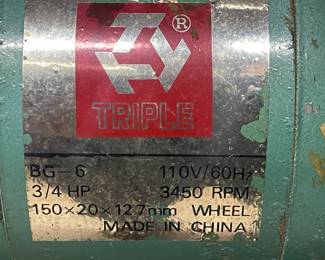 ®
TRIPLE
BG-6 110V/60Hz
3/4 HP 3450 RPM
150×20×12.7mm WHEEL
MADE IN CHINA